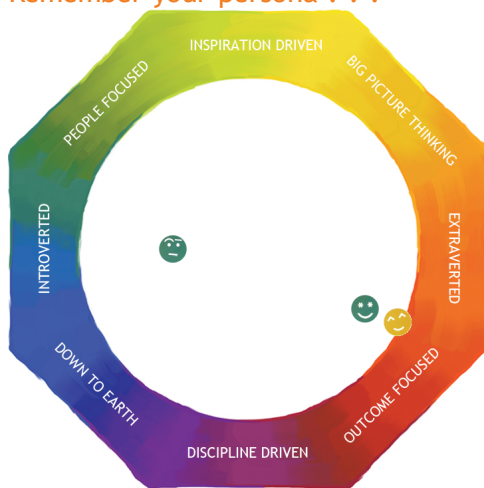 Remember your persona . . .
INSPIRATION DRIVEN
BIG PICTURE THINKING
PEOPLE FOCUSED
EXTRAVERTED
INTROVERTED
OUTCOME FOCUSED
DOWN TO EARTH
DISCIPLINE DRIVEN